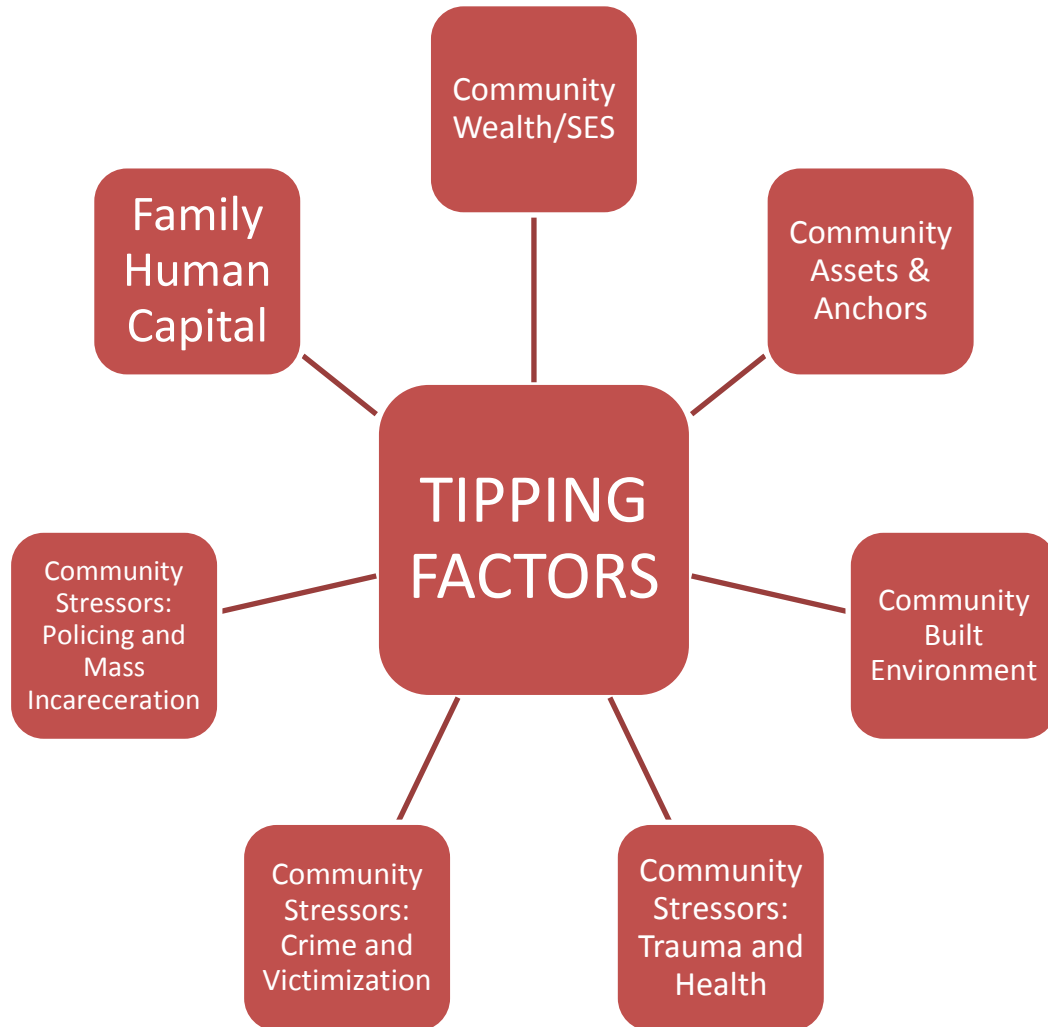 Community
Wealth/SES
Family
Human
Capital
Community
Assets &
Anchors
TIPPING
FACTORS
Community
Stressors:
Policing and
Mass
Incareceration
Community
Built
Environment
Community
Stressors:
Crime and
Victimization
Community
Stressors:
Trauma and
Health